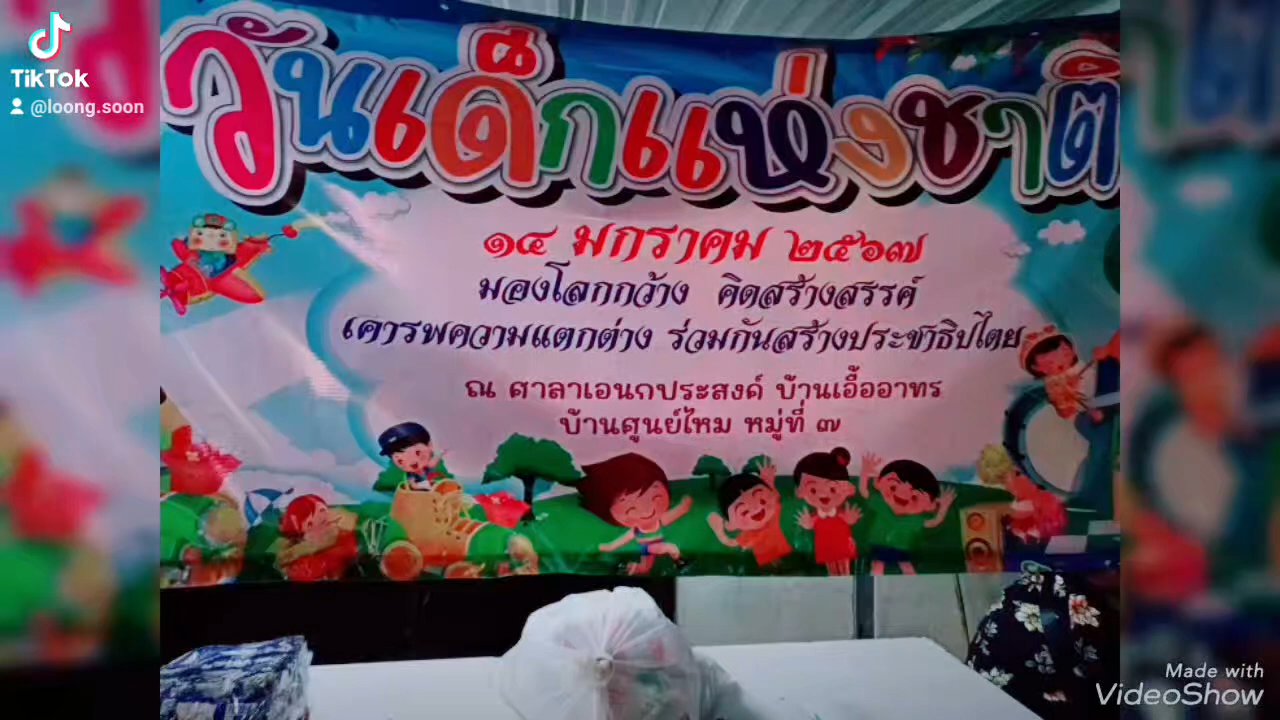 TikTok
@loong.soon
วันเด็กแห่งชาติ
๑๔ มกราคม ๒๕๖๗
มองโลกกว้าง คิดสร้างสรรค์
เคารพความแตกต่าง ร่วมกันสร้างประชาธิปไตย
ณ ศาลาเอนกประสงค์ บ้านเอื้ออาทร
บ้านศูนย์ไหม หมู่ที่ ๗
Made with
VideoShow